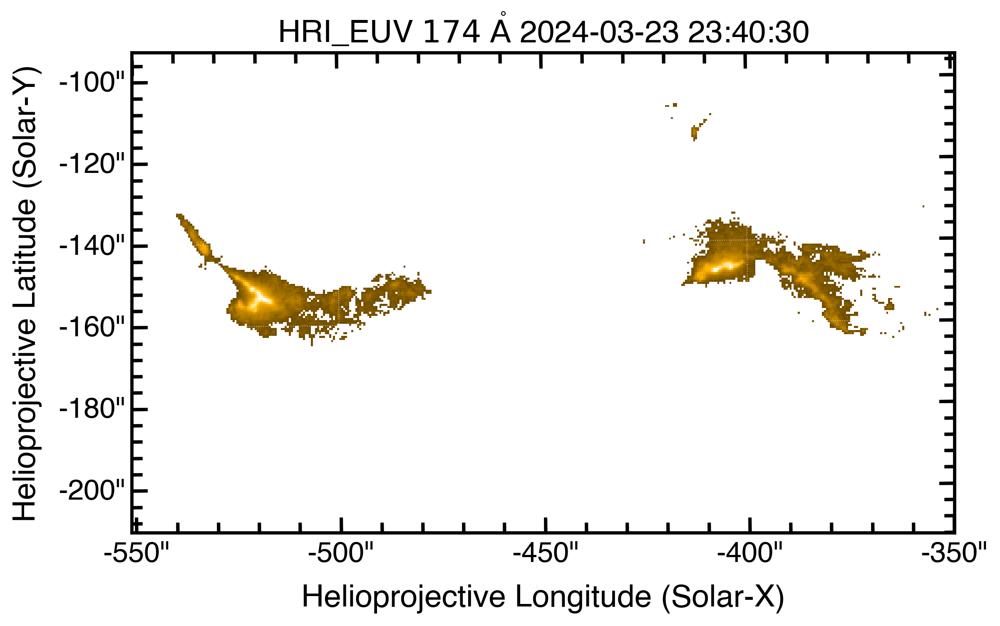 HRI_EUV 174 Å 2024-03-23 23:40:30
Helioprojective Latitude (Solar-Y)
-100"
-120"
-140"
-160"
-180"
-200"
-550" -500" -450" -400" -350"
Helioprojective Longitude (Solar-X)